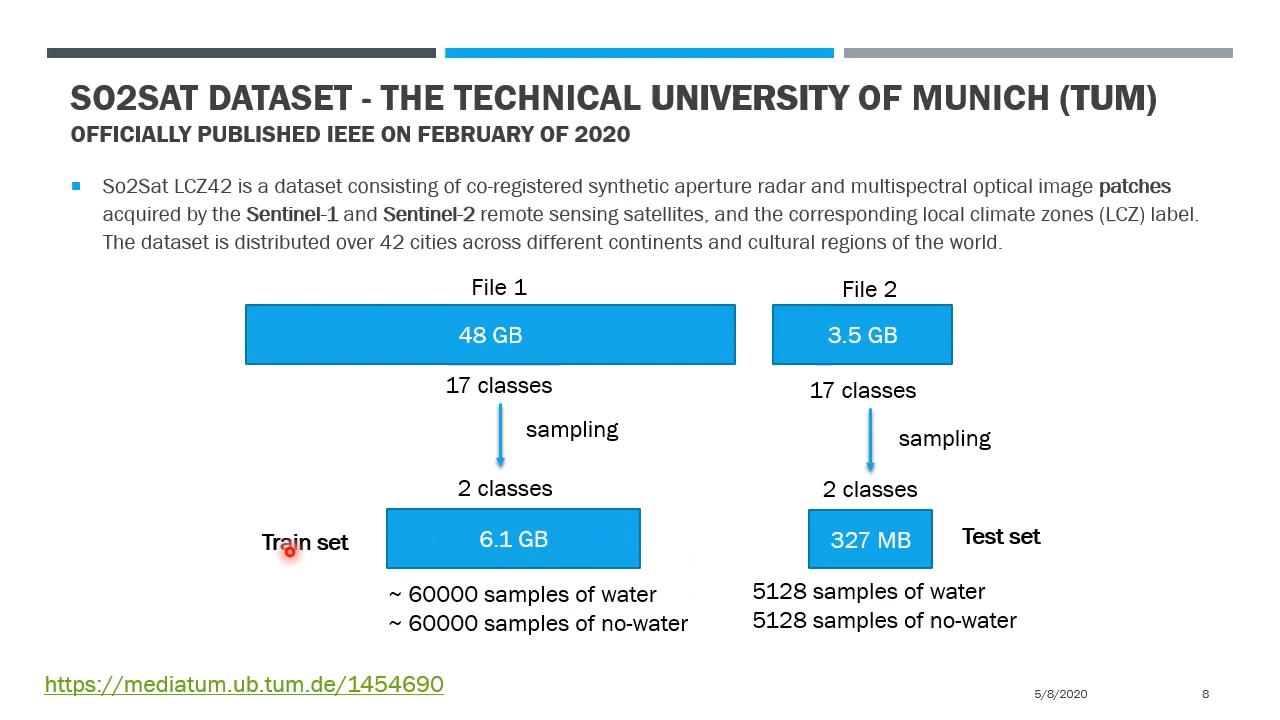 SO2SAT DATASET - THE TECHNICAL UNIVERSITY OF MUNICH (TUM)
OFFICIALLY PUBLISHED IEEE ON FEBRUARY OF 2020
So2Sat LCZ42 is a dataset consisting of co-registered synthetic aperture radar and multispectral optical image patches
acquired by the Sentinel-1 and Sentinel-2 remote sensing satellites, and the corresponding local climate zones (LCZ) label.
The dataset is distributed over 42 cities across different continents and cultural regions of the world.
File 1
48 GB
17 classes
sampling
2 classes
Train set
6.1 GB
~ 60000 samples of water
~ 60000 samples of no-water
File 2
3.5 GB
17 classes
sampling
2 classes
327 MB
Test set
5128 samples of water
5128 samples of no-water
https://mediatum.ub.tum.de/1454690
5/8/2020
8